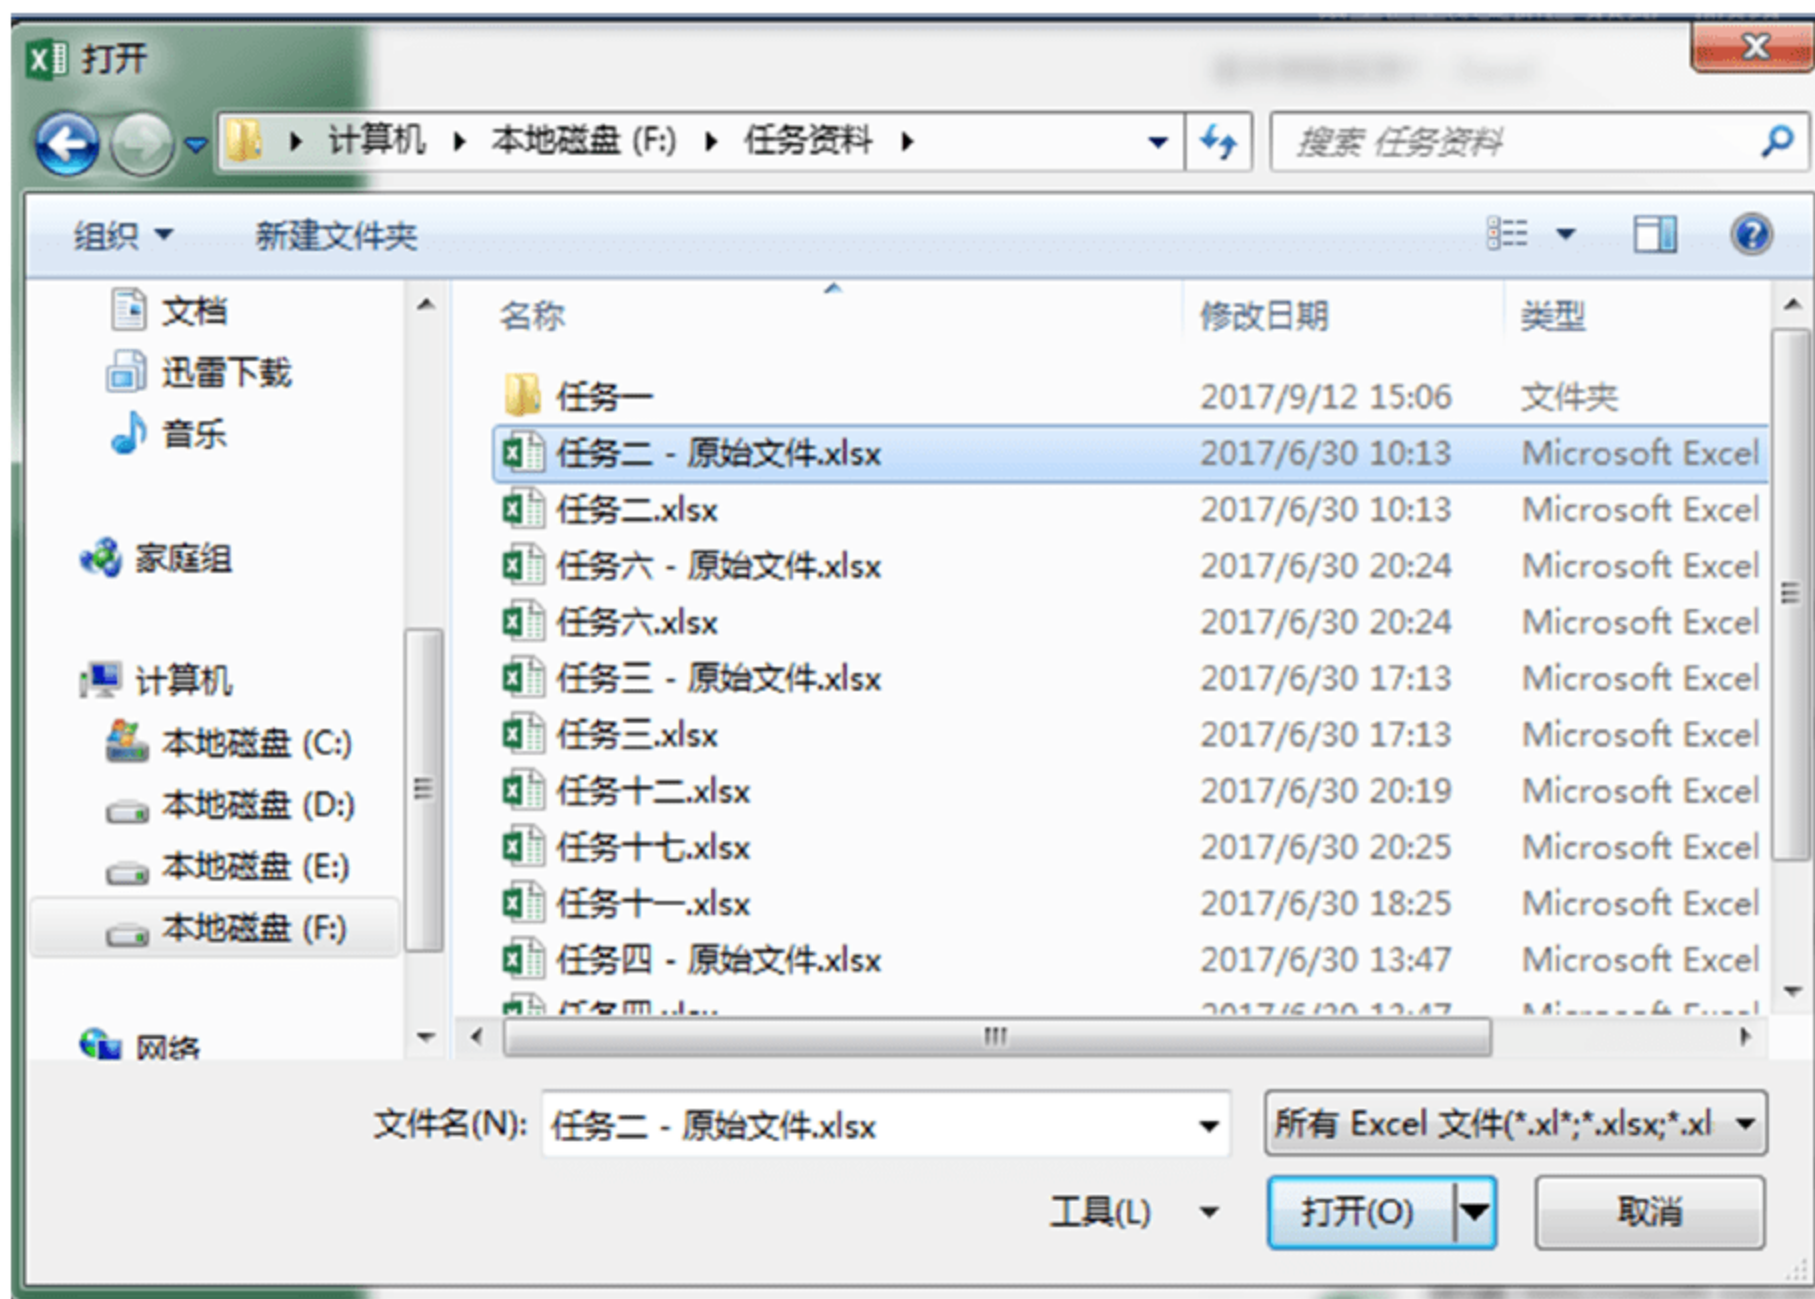 打开
计算机 本地磁盘 (F:) 任务资料
搜索 任务资料
组织 新建文件夹
文档
迅雷下载
音乐
家庭组
计算机
本地磁盘 (C:)
本地磁盘 (D:)
本地磁盘 (E:)
本地磁盘 (F:)
网络
名称 修改日期 类型
任务一 2017/9/12 15:06 文件夹
任务二 - 原始文件.xlsx 2017/6/30 10:13 Microsoft Excel
任务二.xlsx 2017/6/30 10:13 Microsoft Excel
任务六 - 原始文件.xlsx 2017/6/30 20:24 Microsoft Excel
任务六.xlsx 2017/6/30 20:24 Microsoft Excel
任务三 - 原始文件.xlsx 2017/6/30 17:13 Microsoft Excel
任务三.xlsx 2017/6/30 17:13 Microsoft Excel
任务十二.xlsx 2017/6/30 20:19 Microsoft Excel
任务十七.xlsx 2017/6/30 20:25 Microsoft Excel
任务十一.xlsx 2017/6/30 18:25 Microsoft Excel
任务四 - 原始文件.xlsx 2017/6/30 13:47 Microsoft Excel
文件名(N): 任务二 - 原始文件.xlsx 所有 Excel 文件(*.xl*;*.xlsx;*.xl
工具(L) 打开(O) 取消